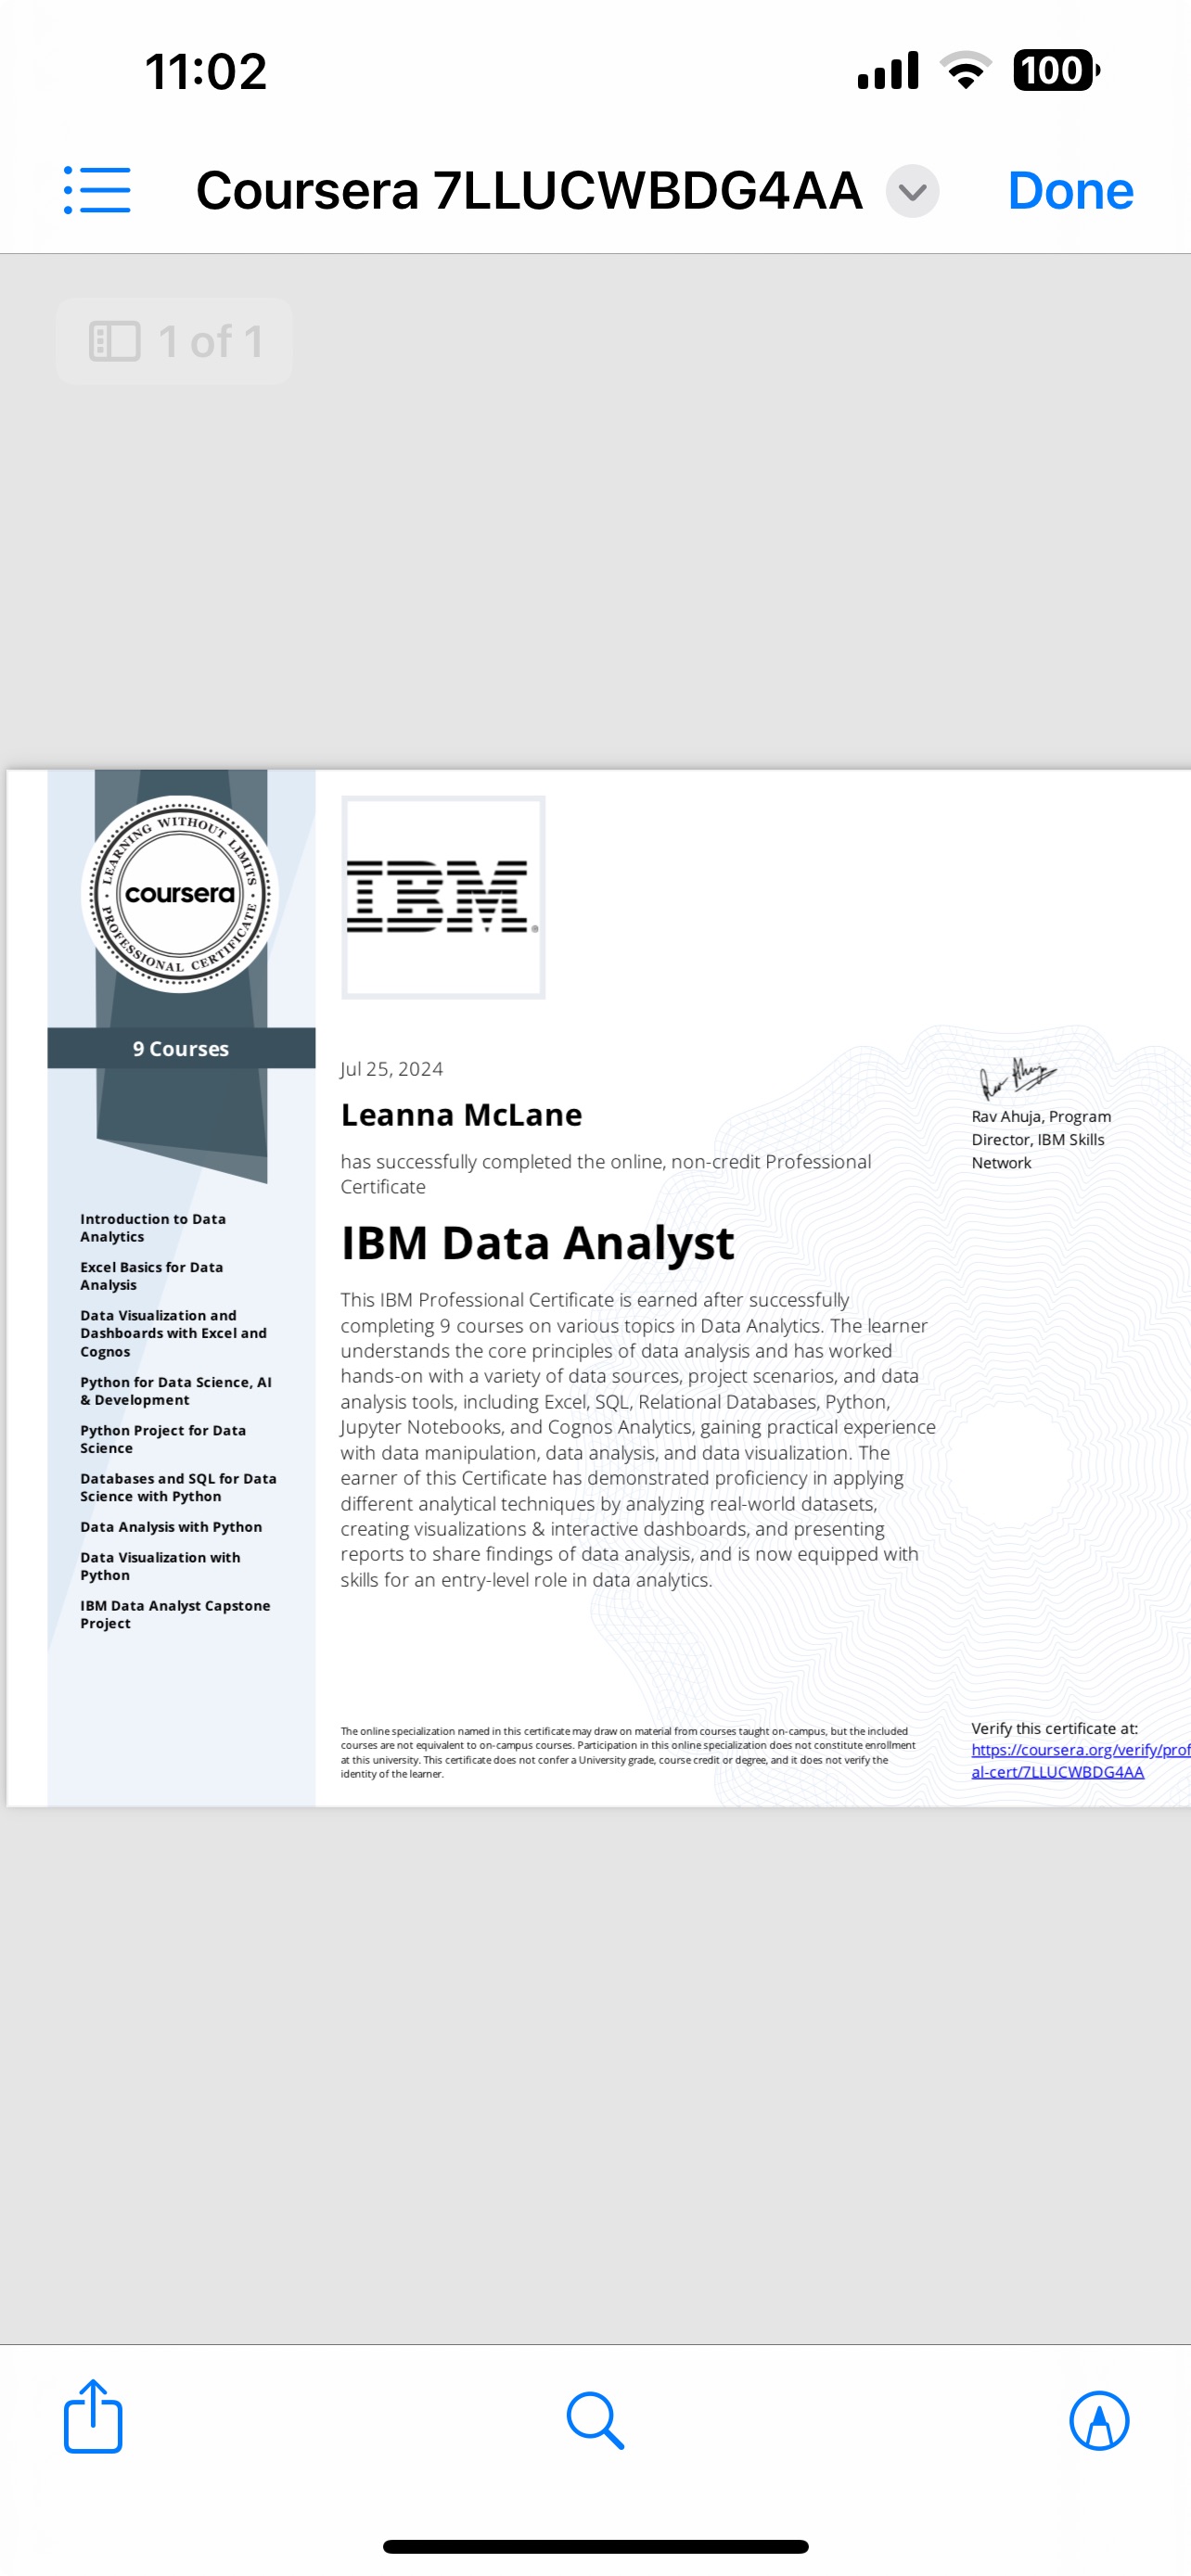 11:02
100
Coursera 7LLUCWBDG4AA
Done
1 of 1
LEARNING WITHOUT LIMITS
coursera
PROFESSIONAL CERTIFICATE
9 Courses
Introduction to Data
Analytics
Excel Basics for Data
Analysis
Data Visualization and
Dashboards with Excel and
Cognos
Python for Data Science, AI
& Development
Python Project for Data
Science
Databases and SQL for Data
Science with Python
Data Analysis with Python
Data Visualization with
Python
IBM Data Analyst Capstone
Project
IBM®
Jul 25, 2024
Leanna McLane
has successfully completed the online, non-credit Professional
Certificate
IBM Data Analyst
This IBM Professional Certificate is earned after successfully
completing 9 courses on various topics in Data Analytics. The learner
understands the core principles of data analysis and has worked
hands-on with a variety of data sources, project scenarios, and data
analysis tools, including Excel, SQL, Relational Databases, Python,
Jupyter Notebooks, and Cognos Analytics, gaining practical experience
with data manipulation, data analysis, and data visualization. The
earner of this Certificate has demonstrated proficiency in applying
different analytical techniques by analyzing real-world datasets,
creating visualizations & interactive dashboards, and presenting
reports to share findings of data analysis, and is now equipped with
skills for an entry-level role in data analytics.
The online specialization named in this certificate may draw on material from courses taught on-campus, but the included
courses are not equivalent to on-campus courses. Participation in this online specialization does not constitute enrollment
at this university. This certificate does not confer a University grade, course credit or degree, and it does not verify the
identity of the learner.
Rav Ahuja, Program
Director, IBM Skills
Network
Verify this certificate at:
https://coursera.org/verify/prof
al-cert/7LLUCWBDG4AA